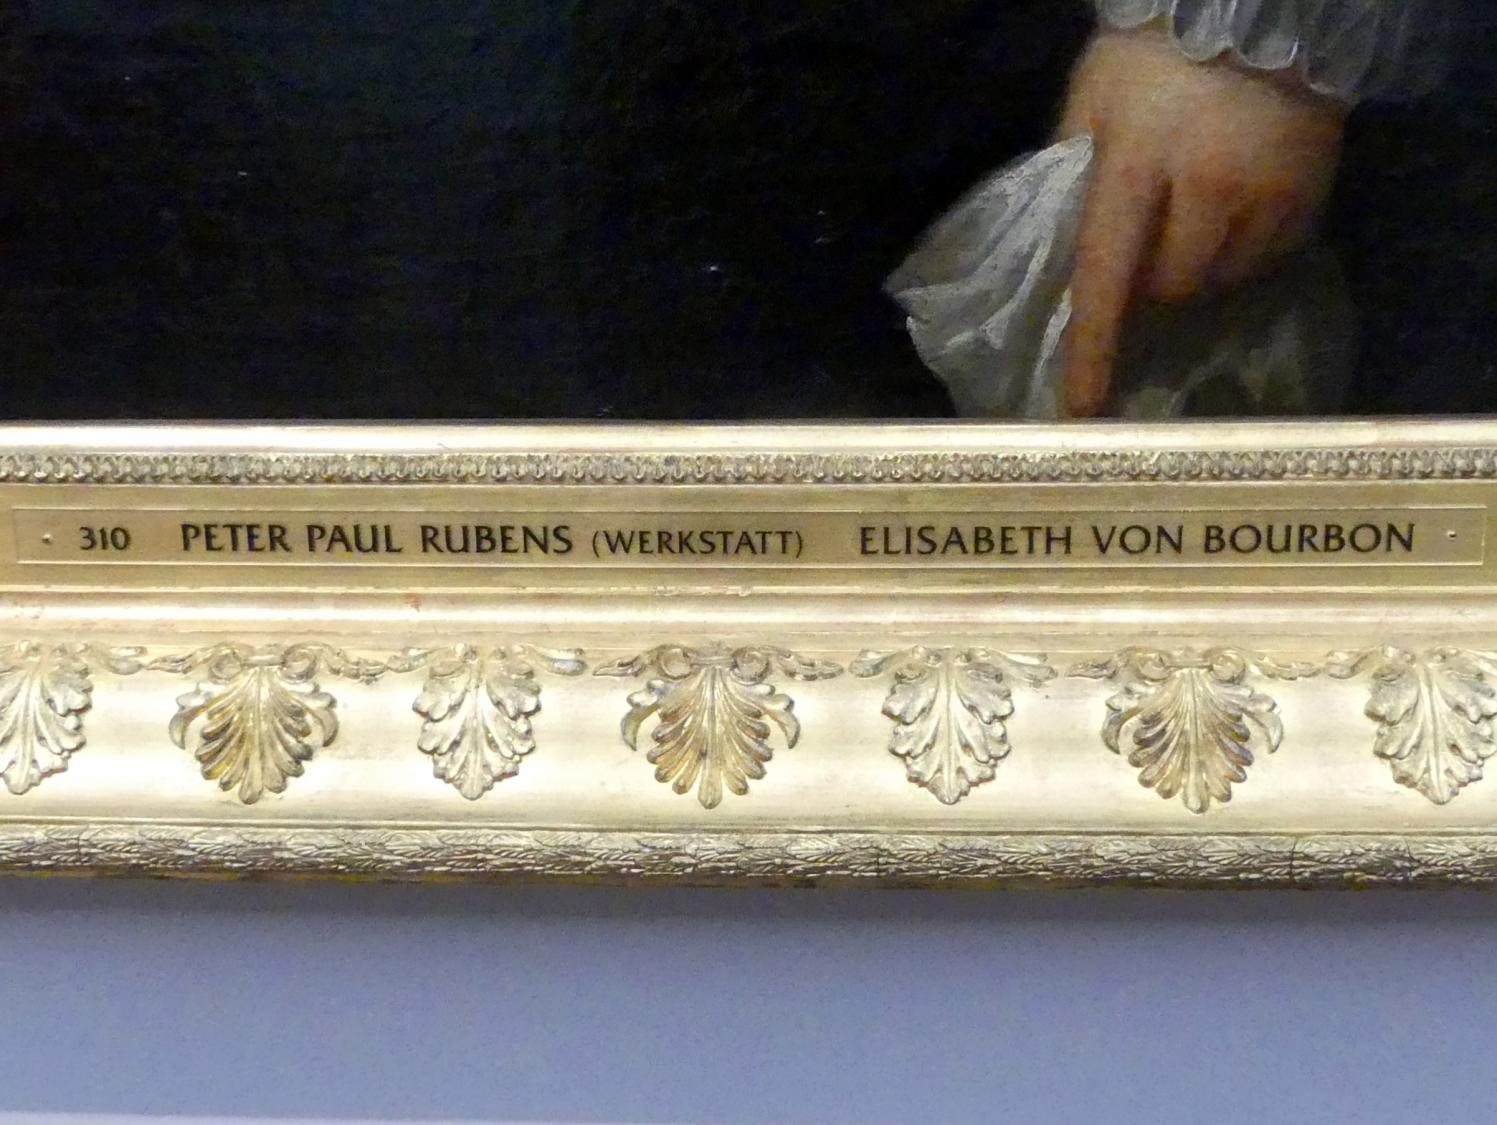 310 PETER PAUL RUBENS (WERKSTATT) ELISABETH VON BOURBON